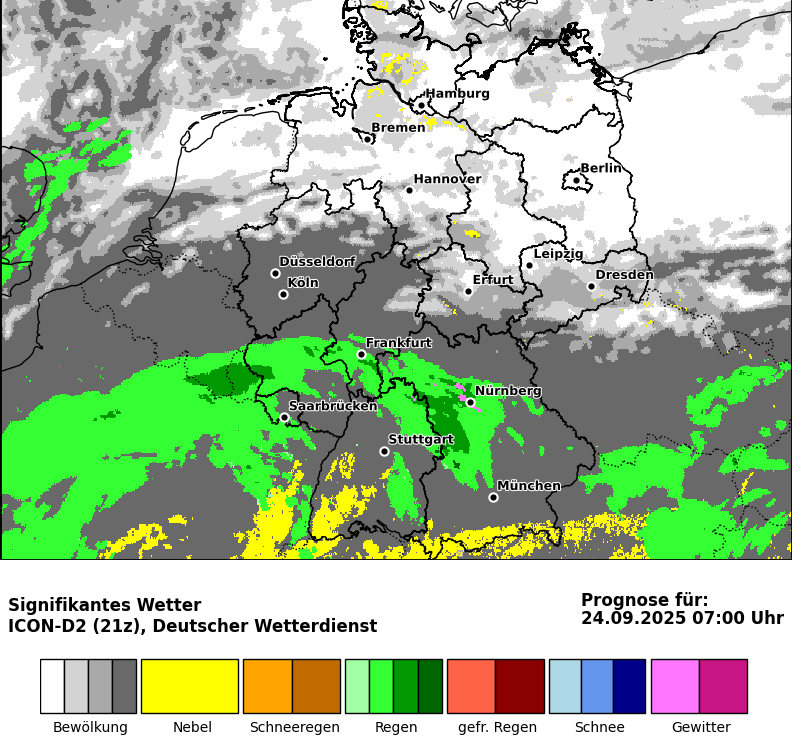 Hamburg
Bremen
Berlin
Hannover
Leipzig
Düsseldorf
Dresden
Köln
Erfurt
Frankfurt
Nürnberg
Saarbrücken
Stuttgart
München
Signifikantes Wetter
ICON-D2 (21z), Deutscher Wetterdienst
Prognose für:
24.09.2025 07:00 Uhr
Bewölkung Nebel Schneeregen Regen gefr. Regen Schnee Gewitter